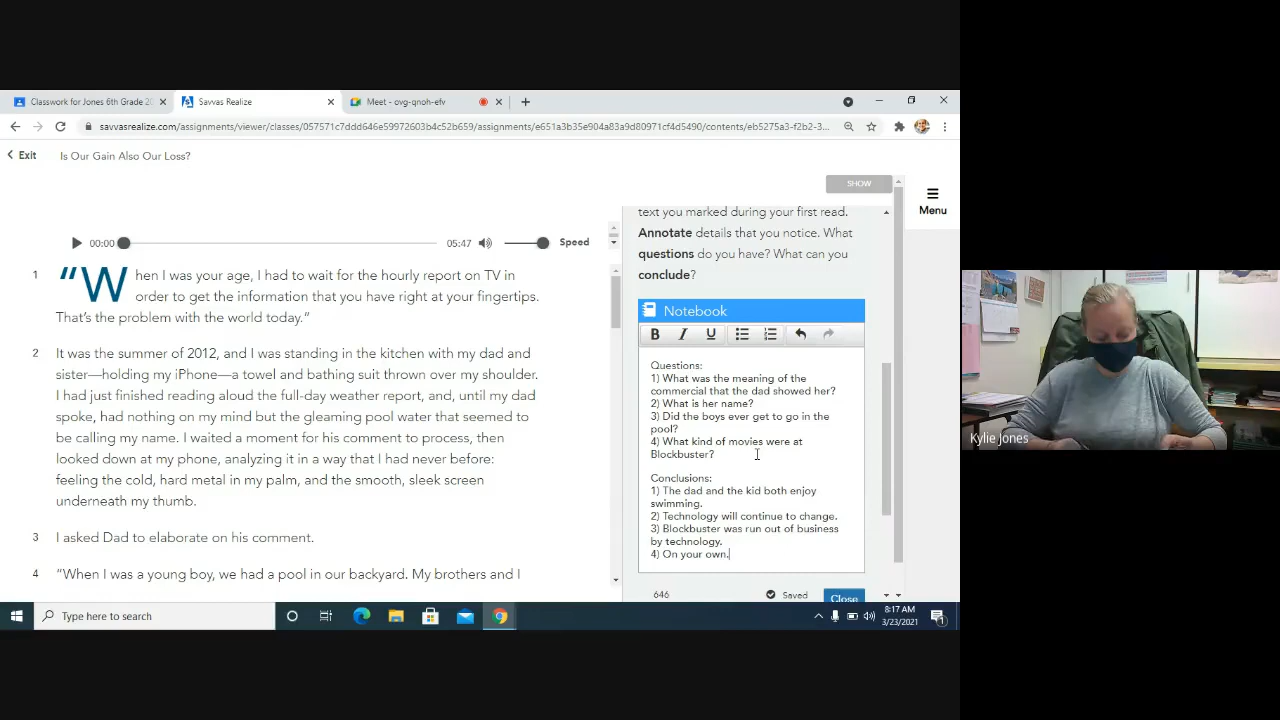 Classwork for Jones 6th Grade 2
Savvas Realize
Meet - ovg-qnoh-efv
savvasrealize.com/assignments/viewer/classes/057571c7ddd646e59972603b4c52b659/assignments/e651a3b35e904a83a9d80971cf4d5490/contents/eb5275a3-f2b2-3...
Exit
Is Our Gain Also Our Loss?
SHOW
Menu
00:00
05:47
Speed
1 “When I was your age, I had to wait for the hourly report on TV in
order to get the information that you have right at your fingertips.
That’s the problem with the world today.”
2 It was the summer of 2012, and I was standing in the kitchen with my dad and
sister—holding my iPhone—a towel and bathing suit thrown over my shoulder.
I had just finished reading aloud the full-day weather report, and, until my dad
spoke, had nothing on my mind but the gleaming pool water that seemed to
be calling my name. I waited a moment for his comment to process, then
looked down at my phone, analyzing it in a way that I had never before:
feeling the cold, hard metal in my palm, and the smooth, sleek screen
underneath my thumb.
3 I asked Dad to elaborate on his comment.
4 “When I was a young boy, we had a pool in our backyard. My brothers and I
text you marked during your first read.
Annotate details that you notice. What
questions do you have? What can you
conclude?
Notebook
B I U
Questions:
1) What was the meaning of the
commercial that the dad showed her?
2) What is her name?
3) Did the boys ever get to go in the
pool?
4) What kind of movies were at
Blockbuster?
Conclusions:
1) The dad and the kid both enjoy
swimming.
2) Technology will continue to change.
3) Blockbuster was run out of business
by technology.
4) On your own.
646
Saved
Close
Kylie Jones
Type here to search
8:17 AM
3/23/2021
1